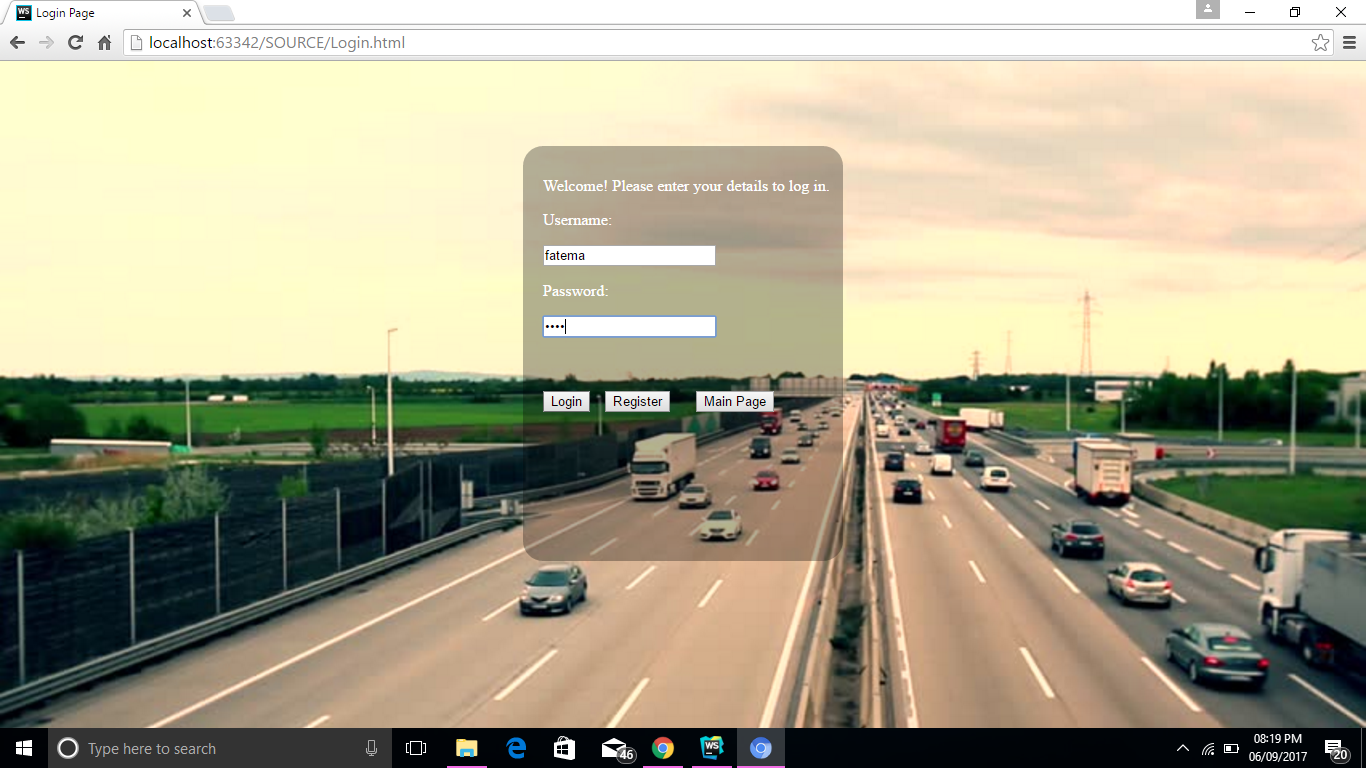 WS Login Page
localhost:63342/SOURCE/Login.html
Welcome! Please enter your details to log in.
Username:
fatema
Password:
••••
Login Register Main Page
Type here to search
46
WS
08:19 PM
06/09/2017
20